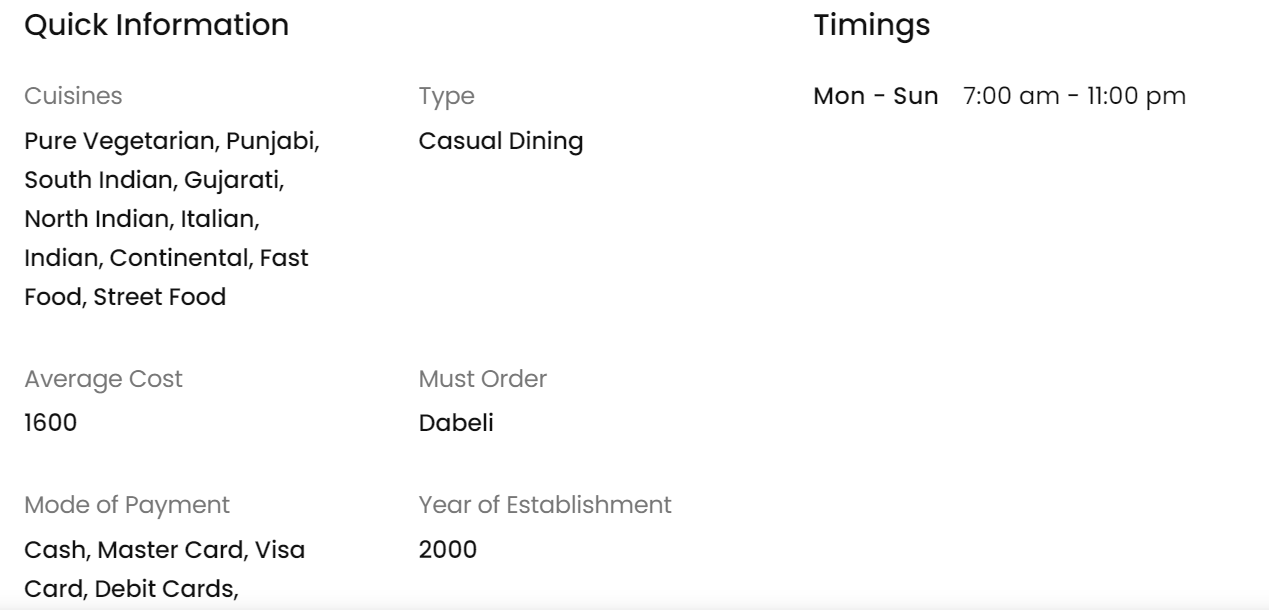 Quick Information
Cuisines
Pure Vegetarian, Punjabi,
South Indian, Gujarati,
North Indian, Italian,
Indian, Continental, Fast
Food, Street Food
Type
Casual Dining
Average Cost
1600
Must Order
Dabeli
Mode of Payment
Cash, Master Card, Visa
Card, Debit Cards,
Year of Establishment
2000
Timings
Mon - Sun 7:00 am - 11:00 pm